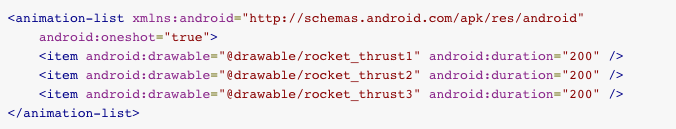 <animation-list xmlns:android="http://schemas.android.com/apk/res/android"
    android:oneshot="true">
    <item android:drawable="@drawable/rocket_thrust1" android:duration="200" />
    <item android:drawable="@drawable/rocket_thrust2" android:duration="200" />
    <item android:drawable="@drawable/rocket_thrust3" android:duration="200" />
</animation-list>